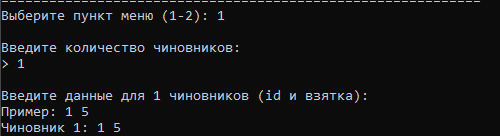 ------------------------------------------------------------
Выберите пункт меню (1-2): 1
Введите количество чиновников:
> 1
Введите данные для 1 чиновников (id и взятка):
Пример: 1 5
Чиновник 1: 1 5